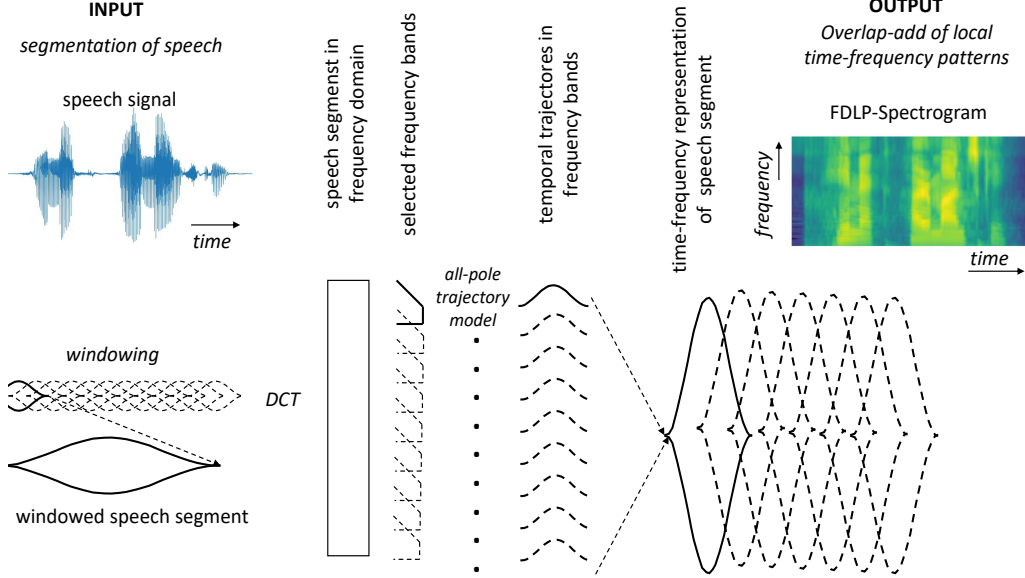 INPUT
segmentation of speech
speech signal
time
windowing
windowed speech segment
DCT
speech segmenst in
frequency domain
selected frequency bands
all-pole
trajectory
model
temporal trajectores in
frequency bands
time-frequency representation
of speech segment
OUTPUT
Overlap-add of local
time-frequency patterns
FDLP-Spectrogram
frequency
time